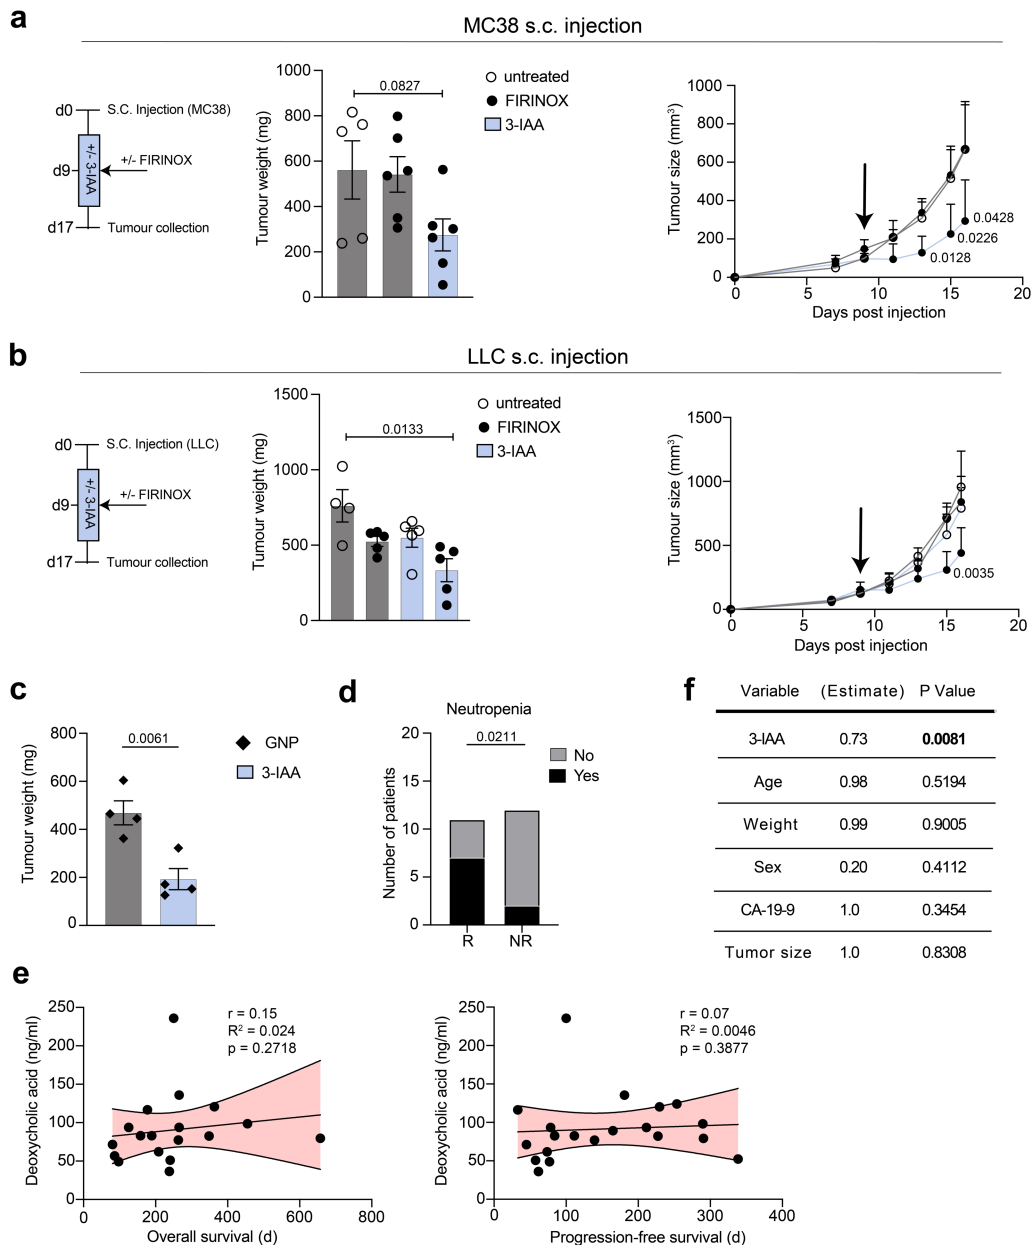 a
MC38 s.c. injection
d0
S.C. Injection (MC38)
+/- 3-IAA
d9
+/- FIRINOX
d17
Tumour collection
Tumour weight (mg)
1000
800
600
400
200
0
0.0827
untreated
FIRINOX
3-IAA
Tumour size (mm³)
1000
800
600
400
200
0
0.0428
0.0226
0.0128
0 5 10 15 20
Days post injection
b
LLC s.c. injection
d0
S.C. Injection (LLC)
+/- 3-IAA
d9
+/- FIRINOX
d17
Tumour collection
Tumour weight (mg)
1500
1000
500
0
0.0133
untreated
FIRINOX
3-IAA
Tumour size (mm³)
1500
1000
500
0
0.0035
5 10 15 20
Days post injection
c
Tumour weight (mg)
800
600
400
200
0
0.0061
GNP
3-IAA
d
Neutropenia
Number of patients
20
15
10
5
0
0.0211
No
Yes
R NR
f
Variable (Estimate) P Value
3-IAA 0.73 0.0081
Age 0.98 0.5194
Weight 0.99 0.9005
Sex 0.20 0.4112
CA-19-9 1.0 0.3454
Tumor size 1.0 0.8308
e
Deoxycholic acid (ng/ml)
250
200
150
100
50
0
r = 0.15
R² = 0.024
p = 0.2718
0 200 400 600 800
Overall survival (d)
Deoxycholic acid (ng/ml)
250
200
150
100
50
0
r = 0.07
R² = 0.0046
p = 0.3877
0 100 200 300 400
Progression-free survival (d)